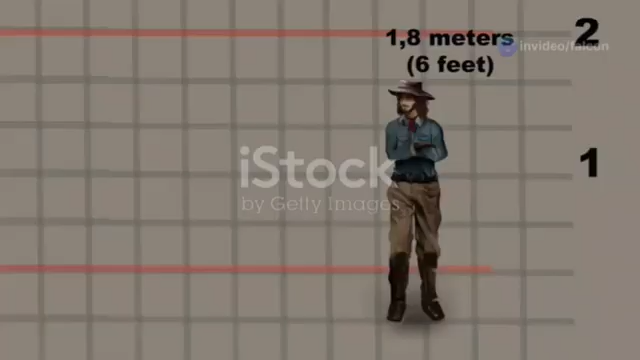 1,8 meters
(6 feet)
2
invideo/falcon
iStock
by Getty Images
1